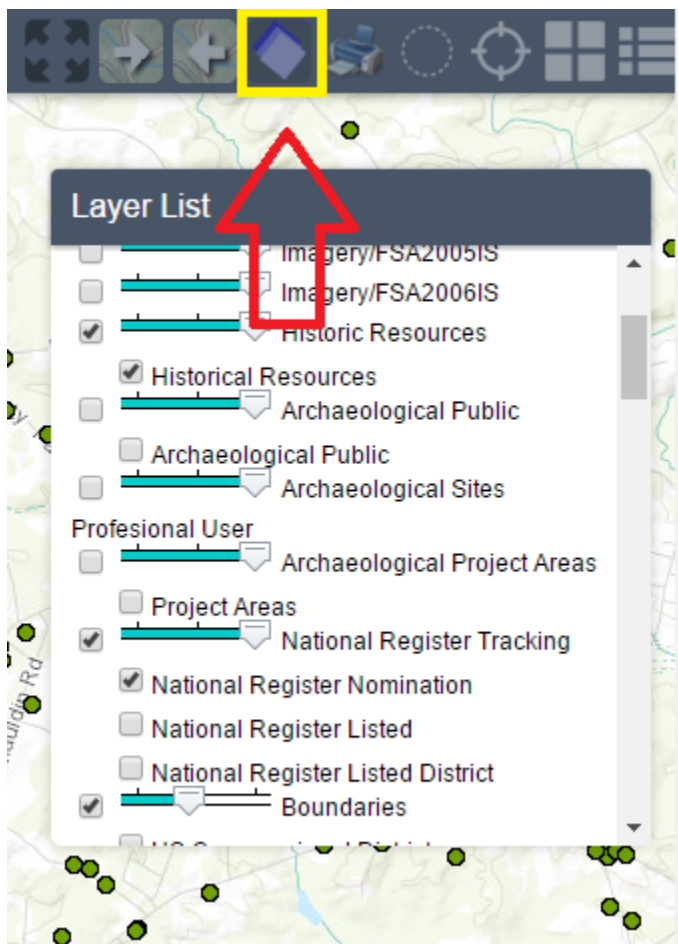 Layer List
Imagery/FSA2005IS
Imagery/FSA2006IS
Historic Resources
Historical Resources
Archaeological Public
Archaeological Public
Archaeological Sites
Profesional User
Archaeological Project Areas
Project Areas
National Register Tracking
National Register Nomination
National Register Listed
National Register Listed District
Boundaries
Rd